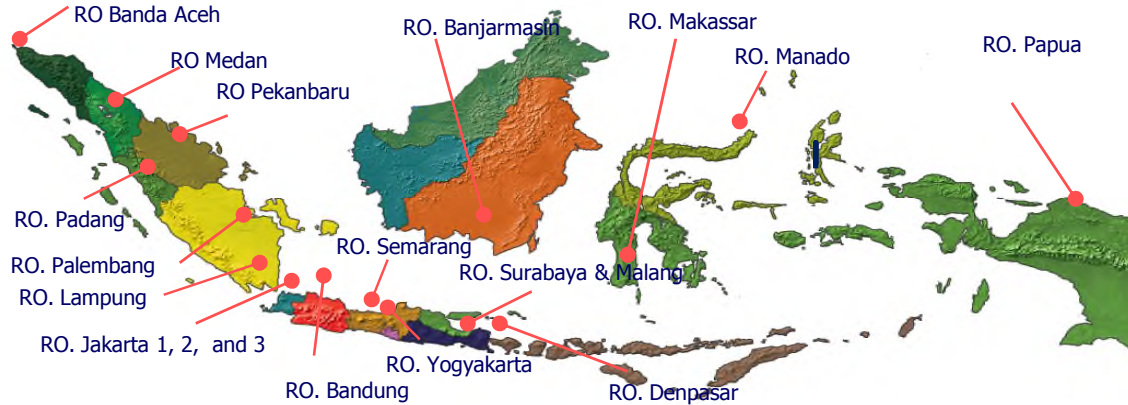 RO Banda Aceh
RO Medan
RO Pekanbaru
RO. Banjarmasin
RO. Makassar
RO. Manado
RO. Papua
RO. Padang
RO. Palembang
RO. Lampung
RO. Jakarta 1, 2, and 3
RO. Bandung
RO. Semarang
RO. Yogyakarta
RO. Surabaya & Malang
RO. Denpasar